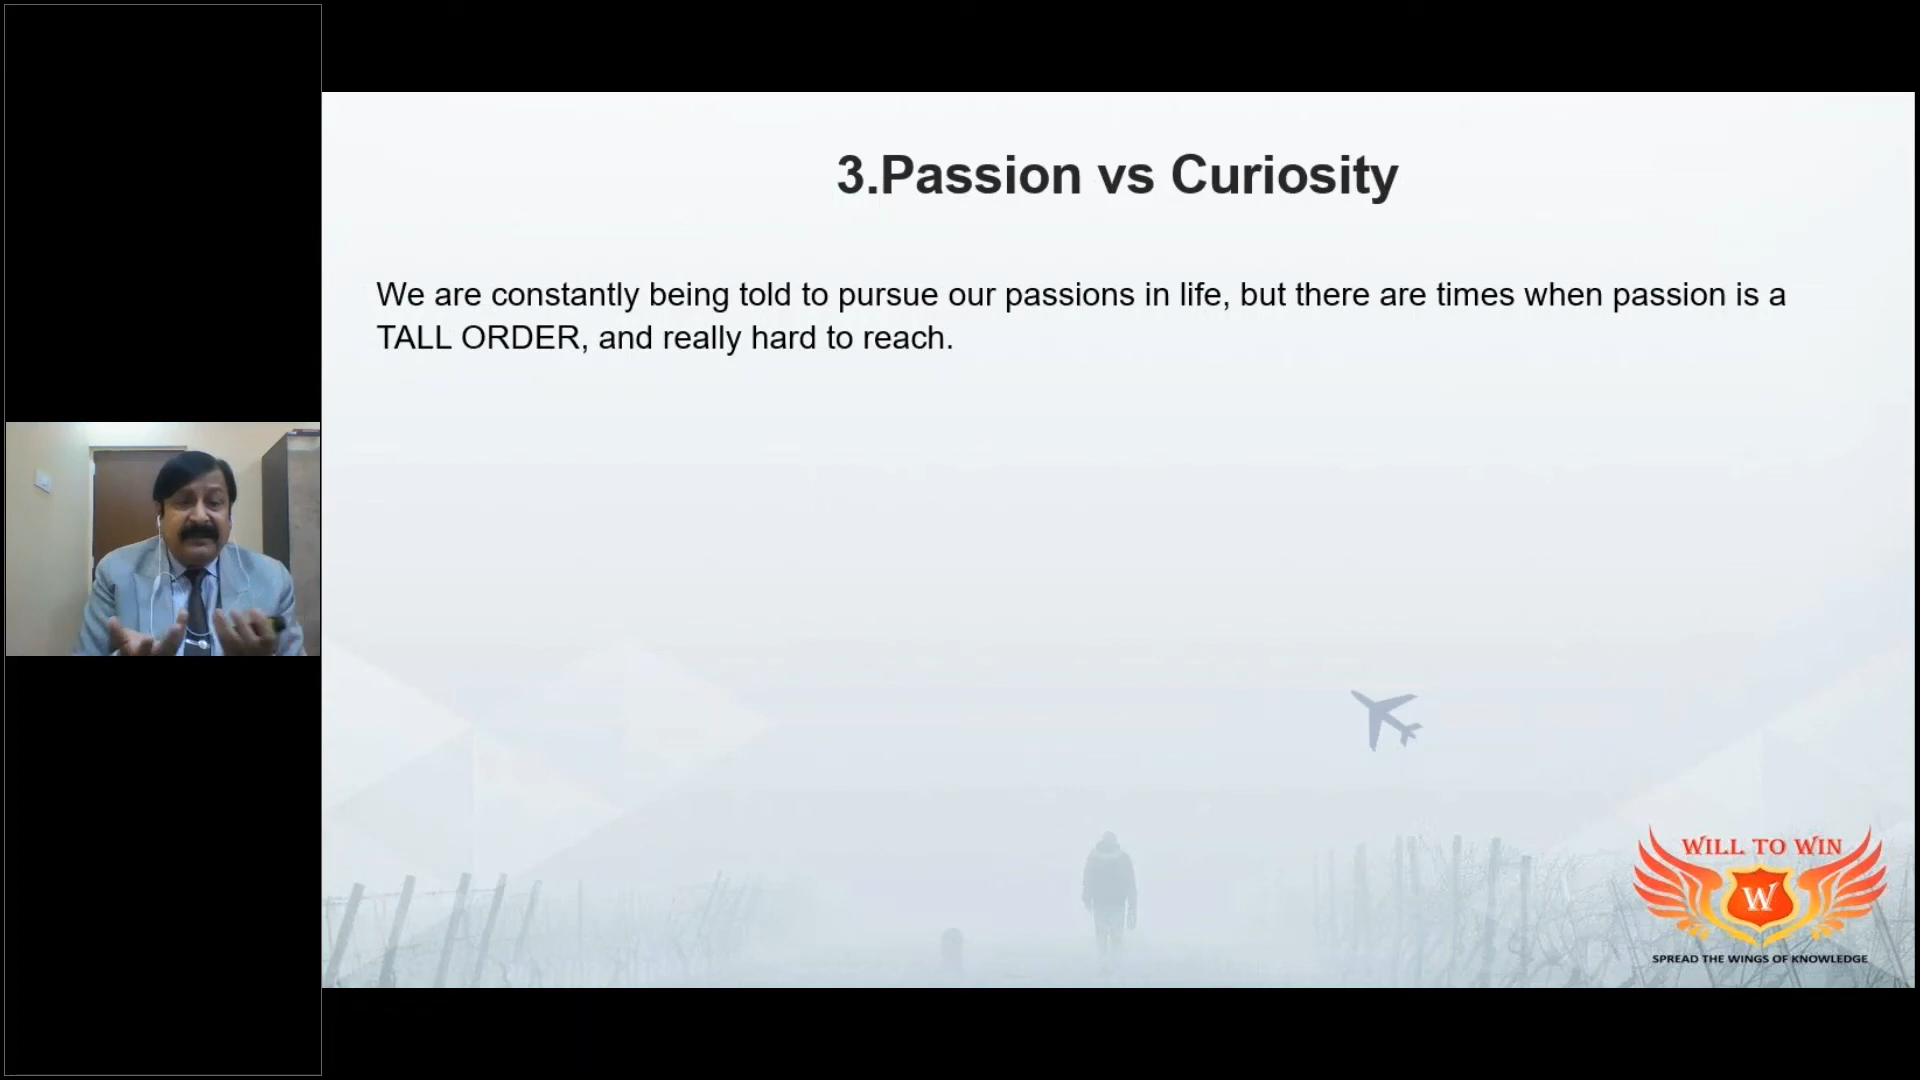 3.Passion vs Curiosity
We are constantly being told to pursue our passions in life, but there are times when passion is a
TALL ORDER, and really hard to reach.
WILL TO WIN
W
SPREAD THE WINGS OF KNOWLEDGE